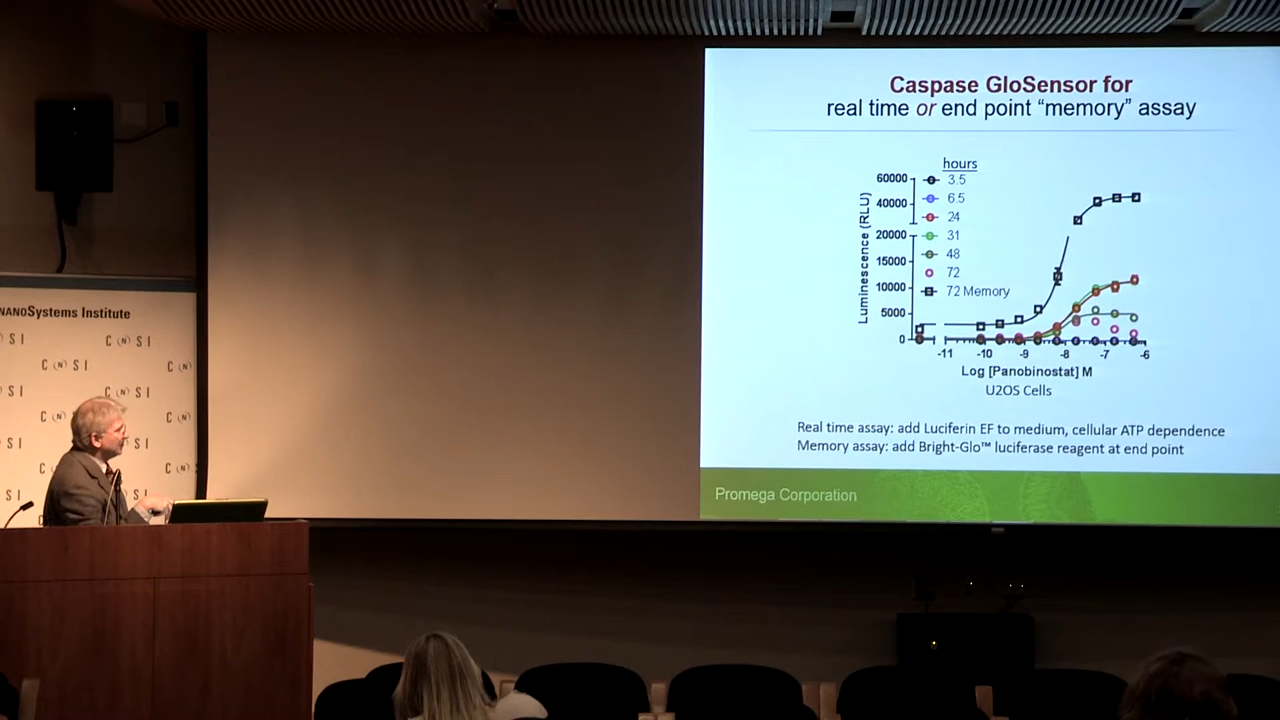 NANOSystems Institute
S I
C (N) S I
C (N) S I
C (N)
S I
C (N) S I
C (N)
C (N)
S I
S I
C
C (N) S
S I
S I
Caspase GloSensor for
real time or end point “memory” assay
hours
3.5
6.5
24
31
48
72
72 Memory
Luminescence (RLU)
60000
40000
20000
15000
10000
5000
0
-11 -10 -9 -8 -7 -6
Log [Panobinostat] M
U2OS Cells
Real time assay: add Luciferin EF to medium, cellular ATP dependence
Memory assay: add Bright-Glo™ luciferase reagent at end point
Promega Corporation